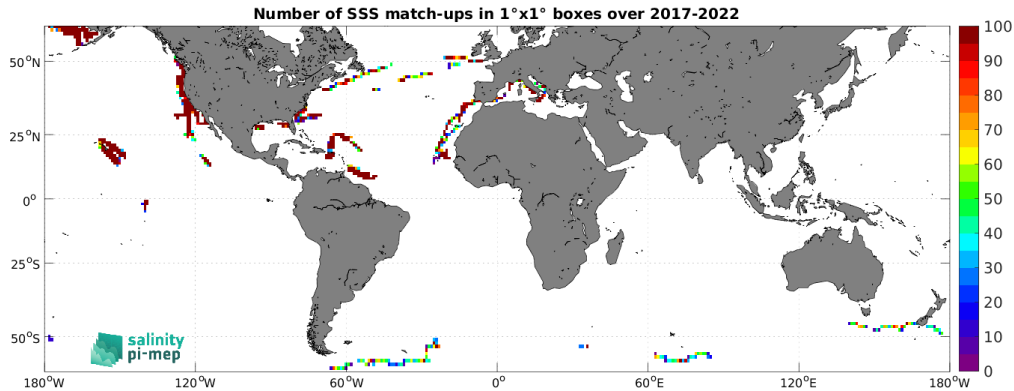 Number of SSS match-ups in 1°x1° boxes over 2017-2022
50°N
25°N
0°
25°S
50°S
180°W
120°W
60°W
0°
60°E
120°E
180°W
salinity
pi-mep
100
90
80
70
60
50
40
30
20
10
0